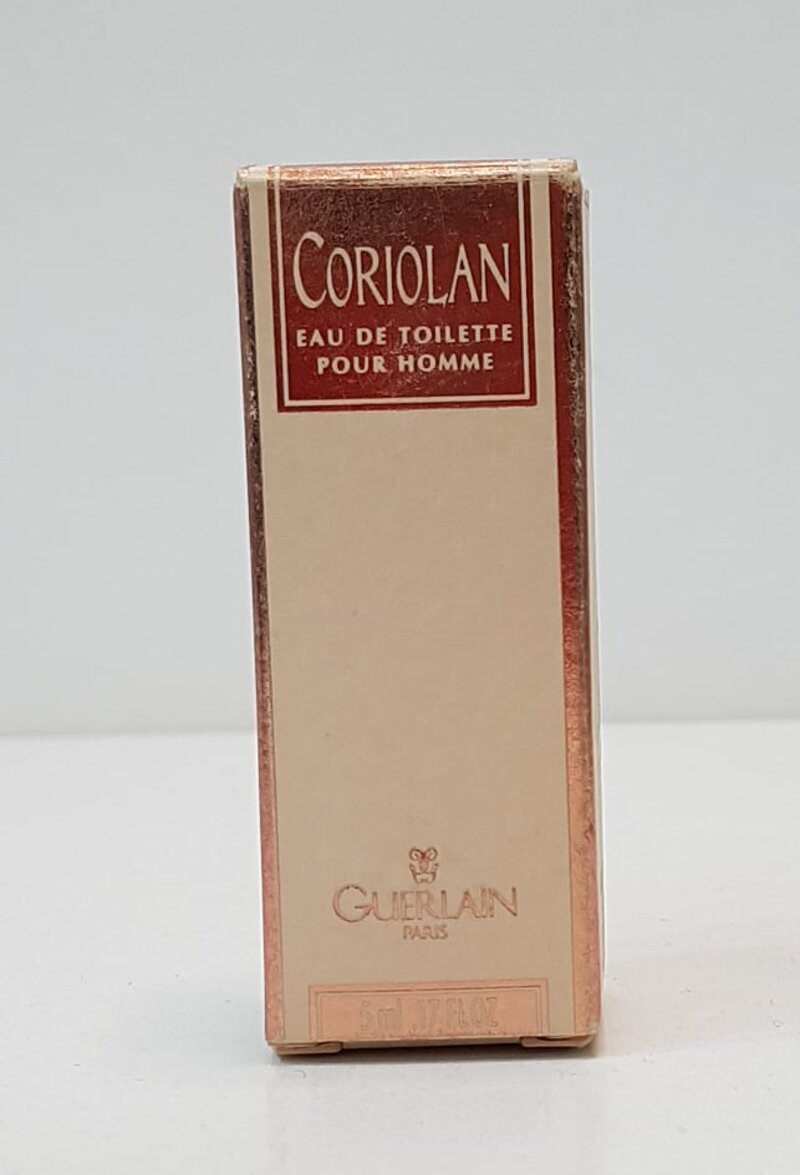 CORIOLAN
EAU DE TOILETTE
POUR HOMME
GUERLAIN
PARIS
5 ml .17 FL.OZ